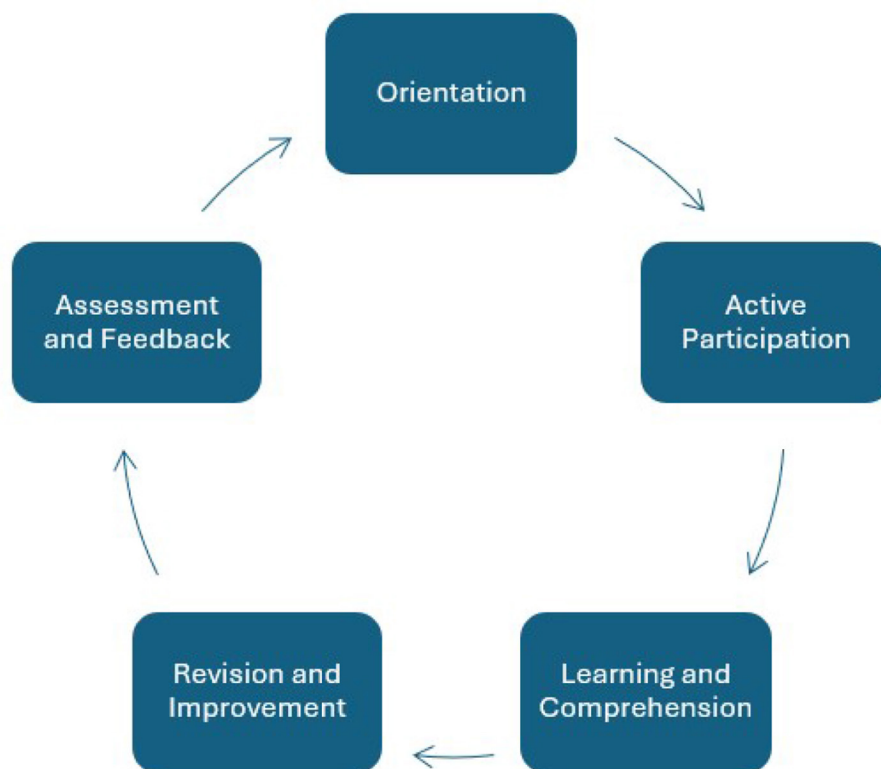 Orientation
Active
Participation
Learning and
Comprehension
Revision and
Improvement
Assessment
and Feedback